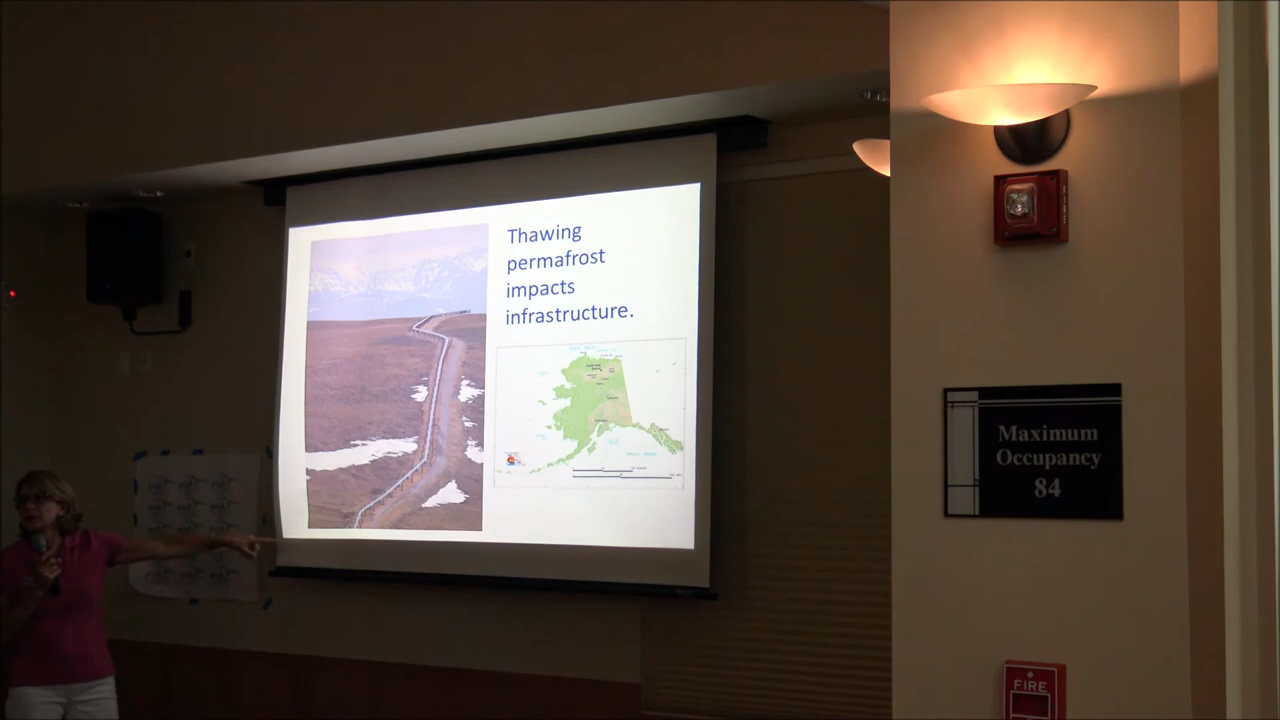 Thawing
permafrost
impacts
infrastructure.
Maximum
Occupancy
84
FIRE